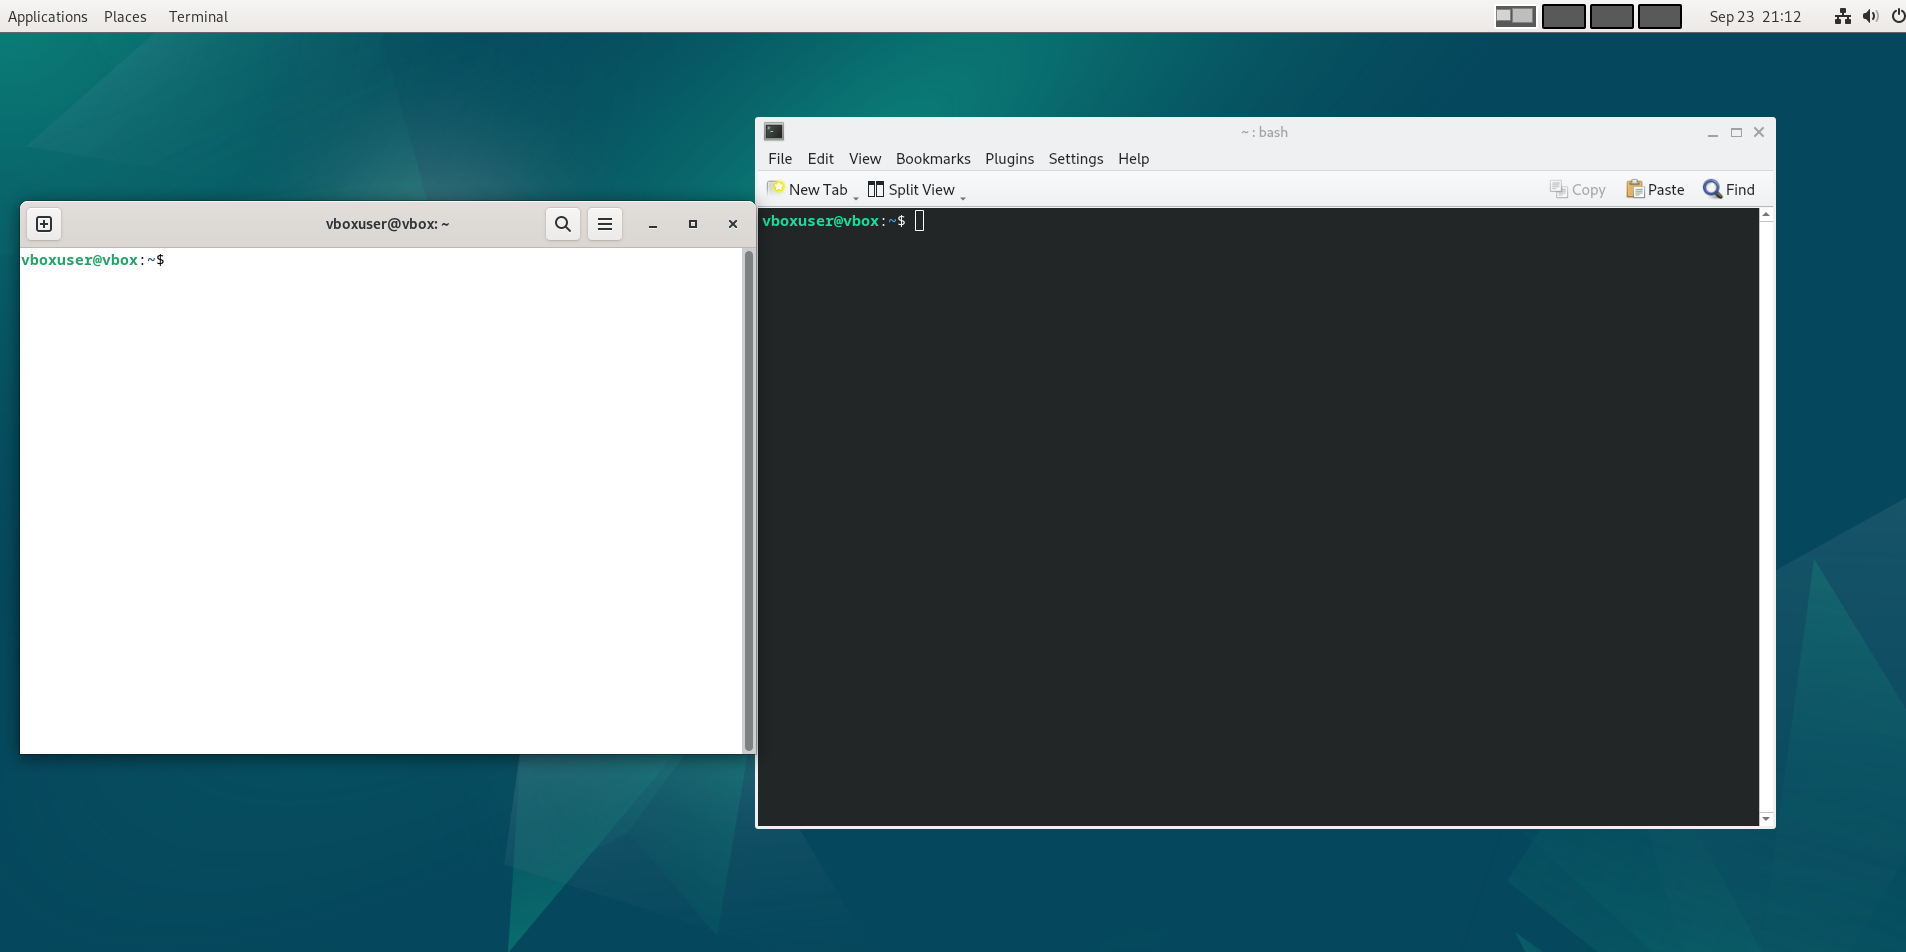 Applications Places Terminal Sep 23 21:12
~ : bash
File Edit View Bookmarks Plugins Settings Help
New Tab Split View Copy Paste Find
vboxuser@vbox:~$
vboxuser@vbox: ~
vboxuser@vbox:~$